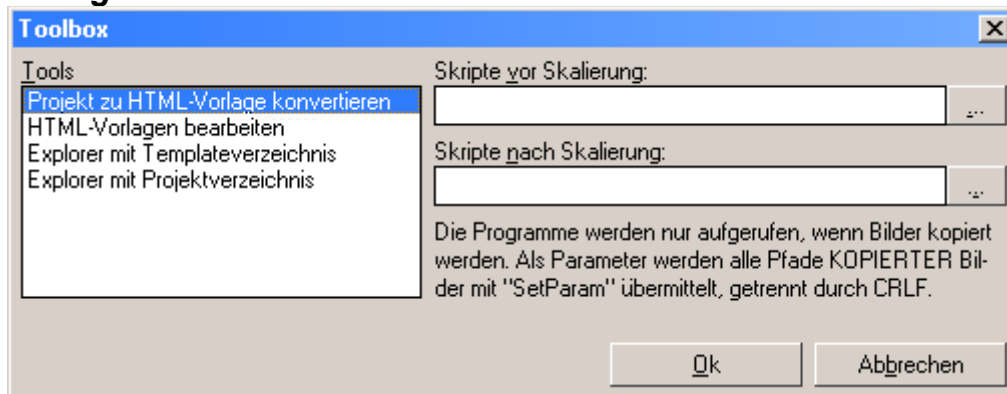 Toolbox
Tools
Projekt zu HTML-Vorlage konvertieren
HTML-Vorlagen bearbeiten
Explorer mit Templateverzeichnis
Explorer mit Projektverzeichnis
Skripte vor Skalierung:
...
Skripte nach Skalierung:
...
Die Programme werden nur aufgerufen, wenn Bilder kopiert
werden. Als Parameter werden alle Pfade KOPIERTER Bil-
der mit "SetParam" übermittelt, getrennt durch CRLF.
Ok
Abbrechen